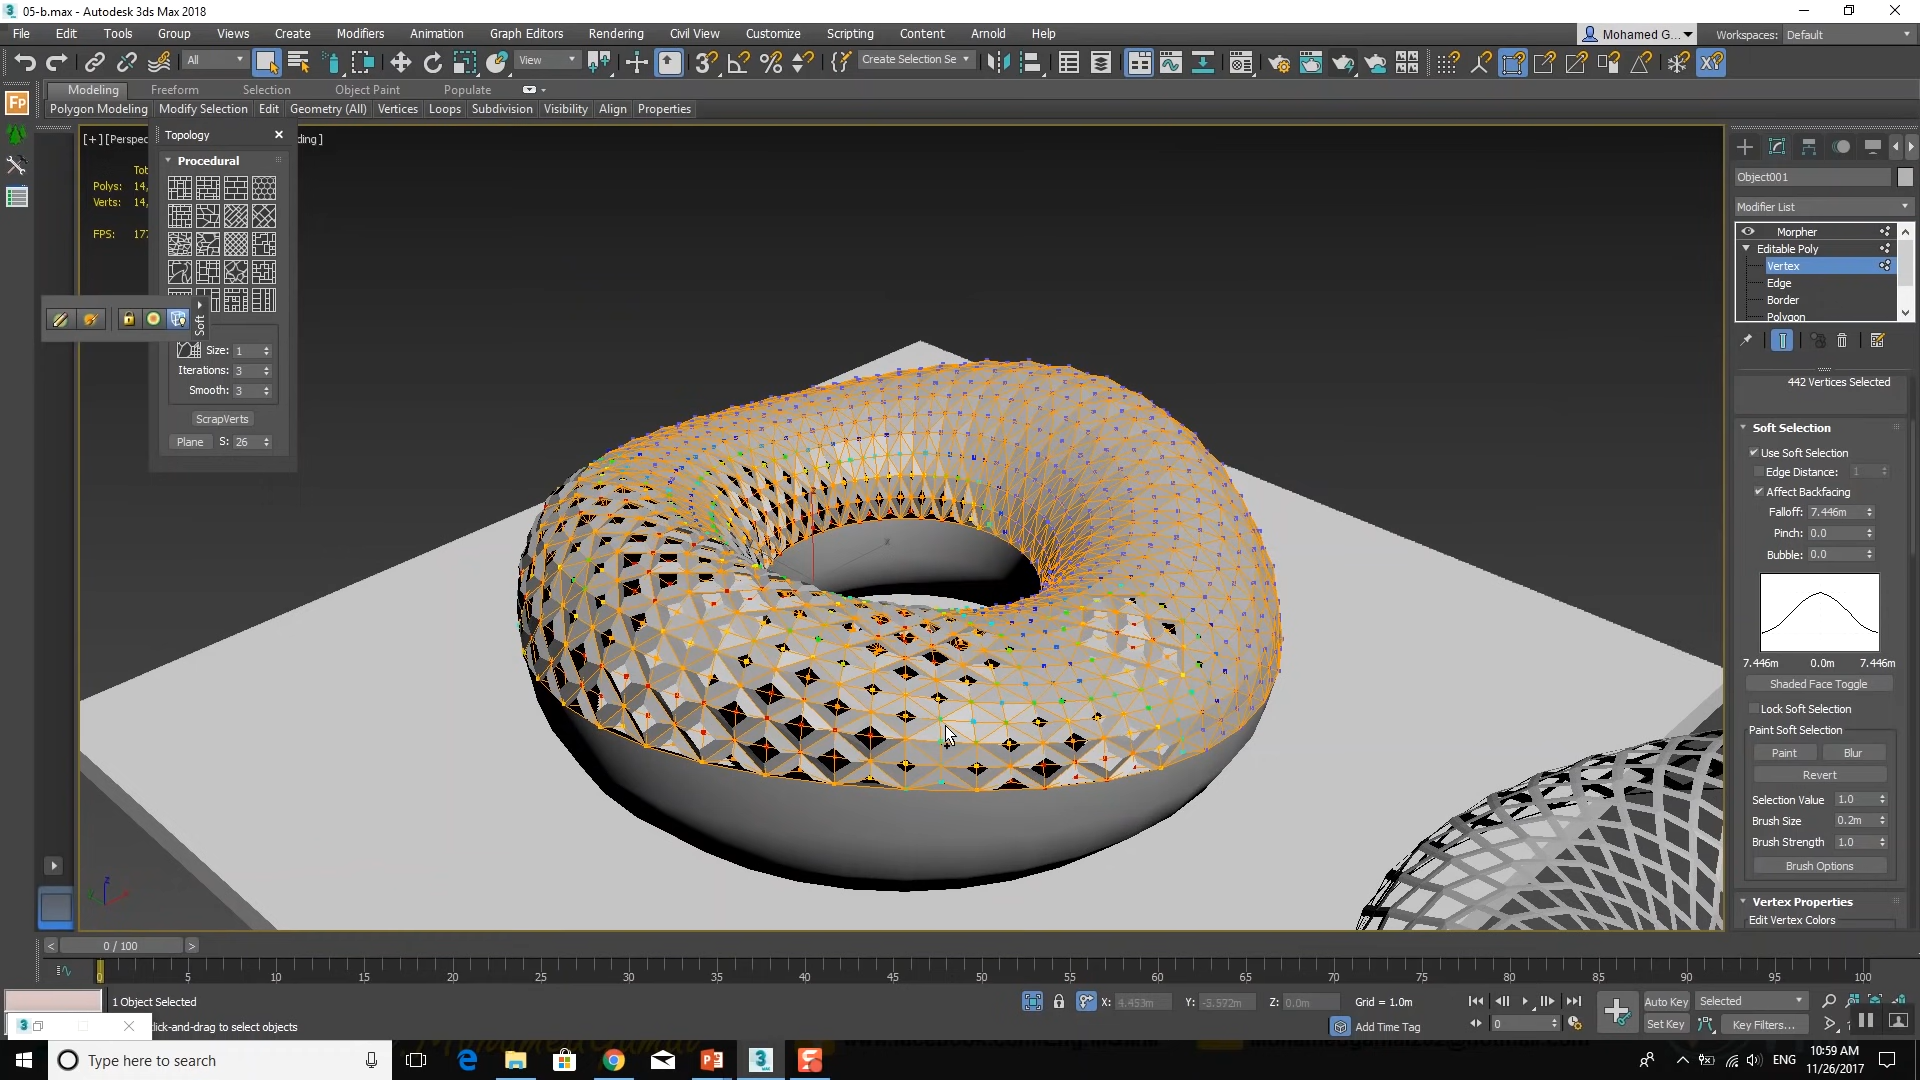 05-b.max - Autodesk 3ds Max 2018
File Edit Tools Group Views Create Modifiers Animation Graph Editors Rendering Civil View Customize Scripting Content Arnold Help
Mohamed G...
Workspaces: Default
All
View
Create Selection Se
Modeling Freeform Selection Object Paint Populate
Polygon Modeling Modify Selection Edit Geometry (All) Vertices Loops Subdivision Visibility Align Properties
[+][Perspec
ding]
Topology
Procedural
Polys: 14,
Verts: 14,
FPS: 177
Soft
Size: 1
Iterations: 3
Smooth: 3
ScrapVerts
Plane S: 26
Object001
Modifier List
Morpher
Editable Poly
Vertex
Edge
Border
Polygon
442 Vertices Selected
Soft Selection
Use Soft Selection
Edge Distance: 1
Affect Backfacing
Falloff: 7.446m
Pinch: 0.0
Bubble: 0.0
7.446m 0.0m 7.446m
Shaded Face Toggle
Lock Soft Selection
Paint Soft Selection
Paint Blur
Revert
Selection Value 1.0
Brush Size 0.2m
Brush Strength 1.0
Brush Options
Vertex Properties
Edit Vertex Colors
x
z
< 0 / 100 >
0 5 10 15 20 25 30 35 40 45 50 55 60 65 70 75 80 85 90 95 100
1 Object Selected
X: 4.453m Y: -5.572m Z: 0.0m Grid = 1.0m
Auto Key Selected
click-and-drag to select objects
Add Time Tag
0
Set Key Key Filters...
Type here to search
ENG
10:59 AM
11/26/2017